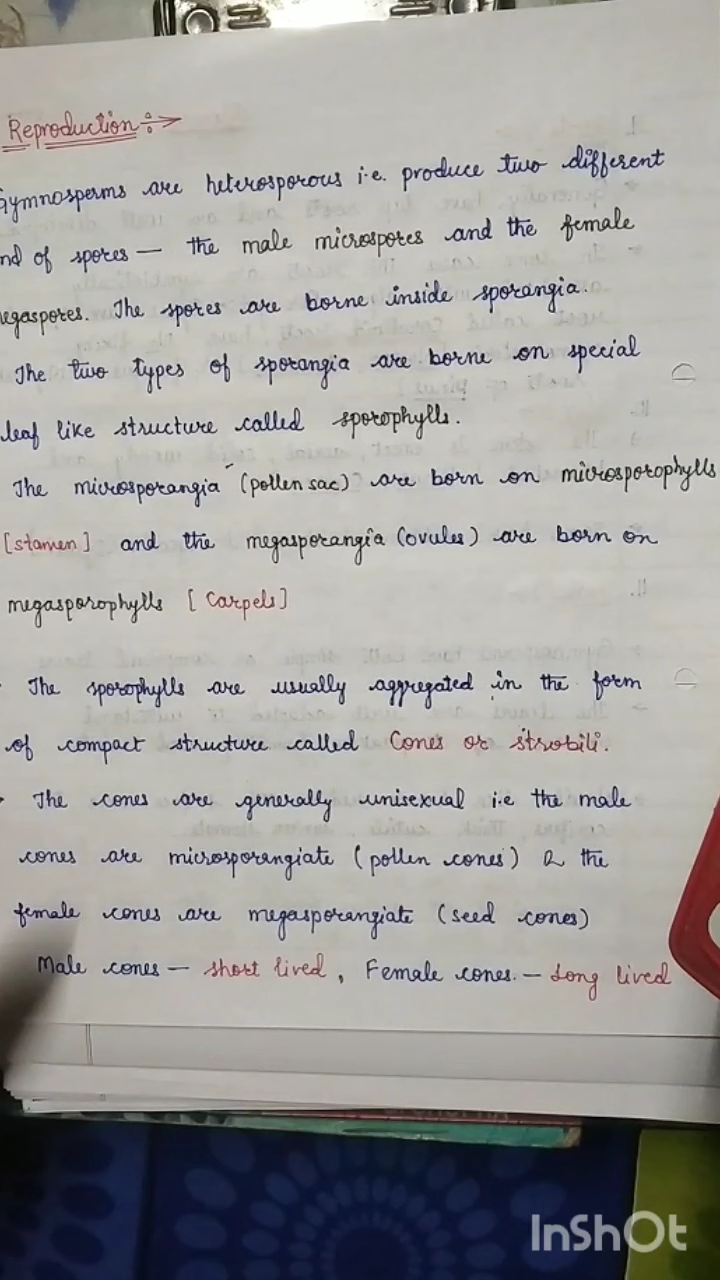 Reproduction :->
Gymnosperms are heterosporous i.e. produce two different
nd of spores — the male microspores and the female
egaspores. The spores are borne inside sporangia.
The two types of sporangia are borne on special
leaf like structure called sporophylls.
The microsporangia (pollen sac) are born on microsporophylls
[stamen] and the megasporangia (ovules) are born on
megasporophylls [Carpels]
The sporophylls are usually aggregated in the form
of compact structure called Cones or strobili.
The cones are generally unisexual i.e the male
cones are microsporangiate (pollen cones) & the
female cones are megasporangiate (seed cones)
Male cones — short lived, Female cones. — Long lived
InShOt